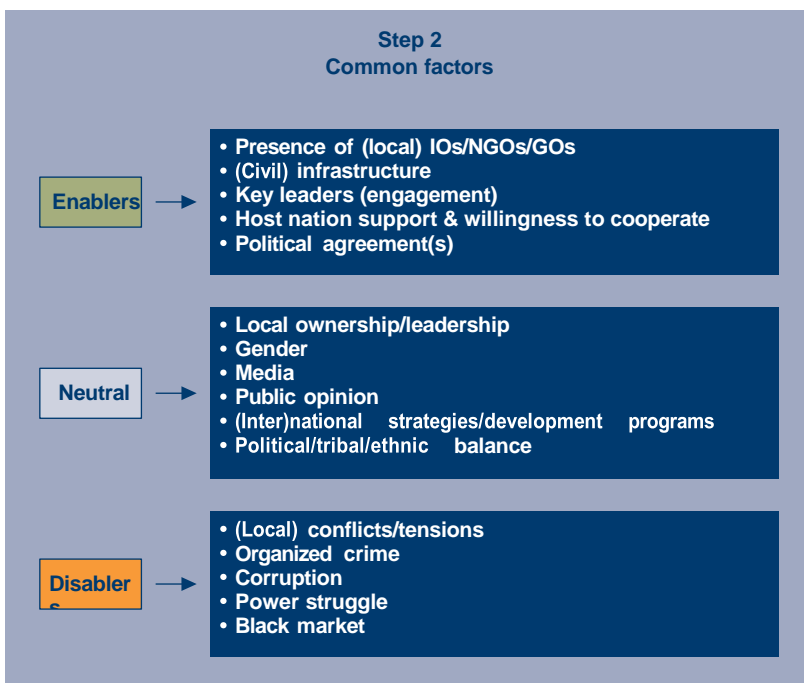 Step 2
Common factors
Enablers
• Presence of (local) IOs/NGOs/GOs
• (Civil) infrastructure
• Key leaders (engagement)
• Host nation support & willingness to cooperate
• Political agreement(s)
Neutral
• Local ownership/leadership
• Gender
• Media
• Public opinion
• (Inter)national strategies/development programs
• Political/tribal/ethnic balance
Disabler
s
• (Local) conflicts/tensions
• Organized crime
• Corruption
• Power struggle
• Black market